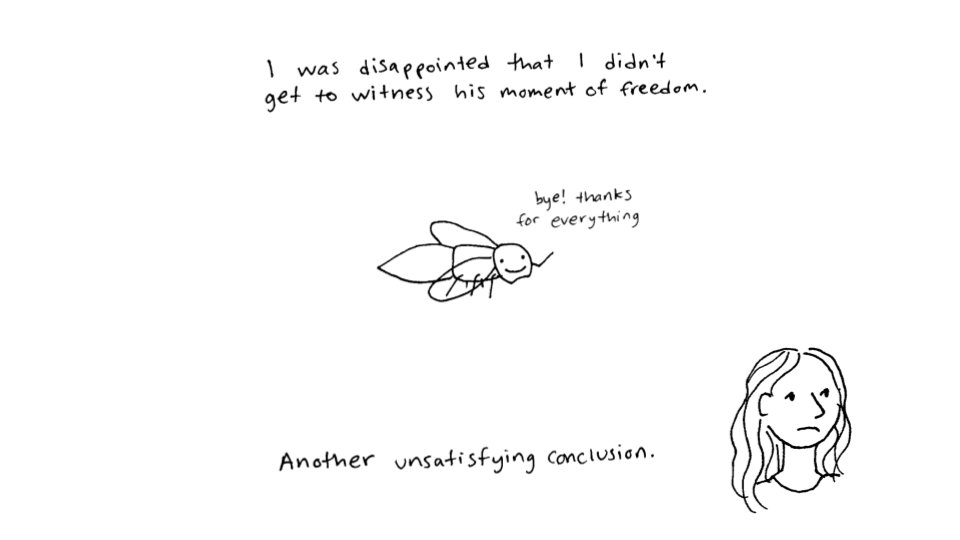 I was disappointed that I didn't
get to witness his moment of freedom.
bye! thanks
for everything
Another unsatisfying conclusion.